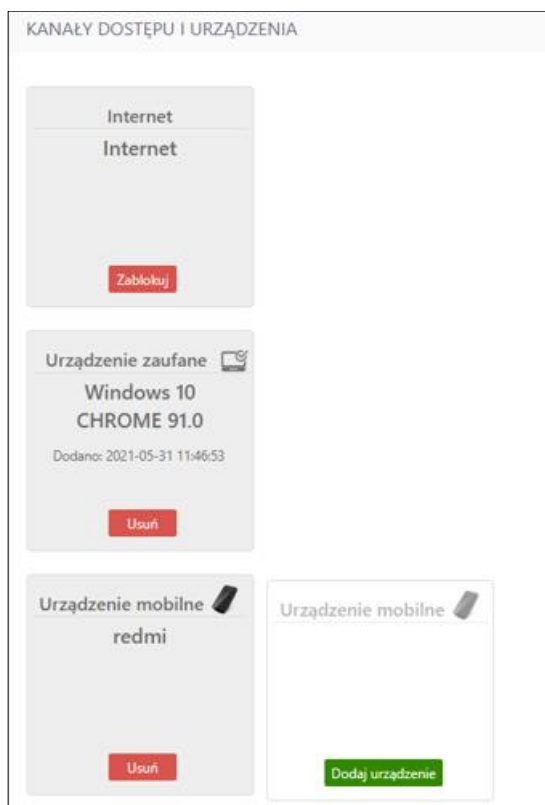 KANAŁY DOSTĘPU I URZĄDZENIA
Internet
Internet
Zablokuj
Urządzenie zaufane
Windows 10
CHROME 91.0
Dodano: 2021-05-31 11:46:53
Usuń
Urządzenie mobilne
redmi
Usuń
Urządzenie mobilne
Dodaj urządzenie